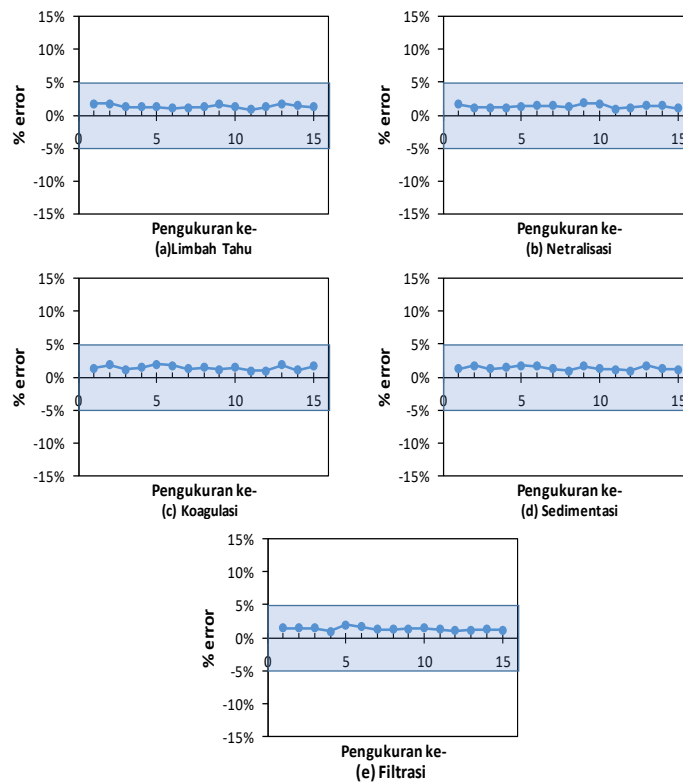 15%
10%
5%
0%
-5%
-10%
-15%
% error
0 5 10 15
Pengukuran ke-
(a)Limbah Tahu
15%
10%
5%
0%
-5%
-10%
-15%
% error
0 5 10 15
Pengukuran ke-
(b) Netralisasi
15%
10%
5%
0%
-5%
-10%
-15%
% error
0 5 10 15
Pengukuran ke-
(c) Koagulasi
15%
10%
5%
0%
-5%
-10%
-15%
% error
0 5 10 15
Pengukuran ke-
(d) Sedimentasi
15%
10%
5%
0%
-5%
-10%
-15%
% error
0 5 10 15
Pengukuran ke-
(e) Filtrasi